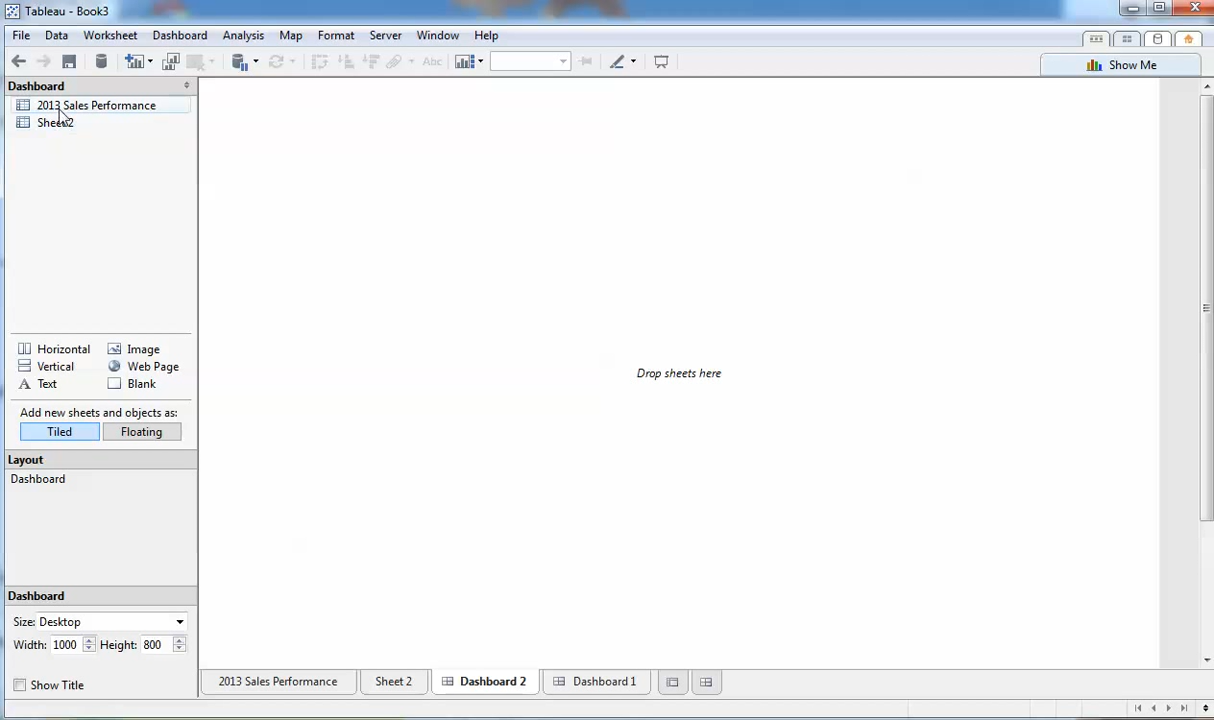 Tableau - Book3
File Data Worksheet Dashboard Analysis Map Format Server Window Help
Abc
Show Me
Dashboard
2013 Sales Performance
Sheet 2
Drop sheets here
Horizontal Image
Vertical Web Page
Text Blank
Add new sheets and objects as:
Tiled Floating
Layout
Dashboard
Dashboard
Size: Desktop
Width: 1000 Height: 800
Show Title
2013 Sales Performance Sheet 2 Dashboard 2 Dashboard 1